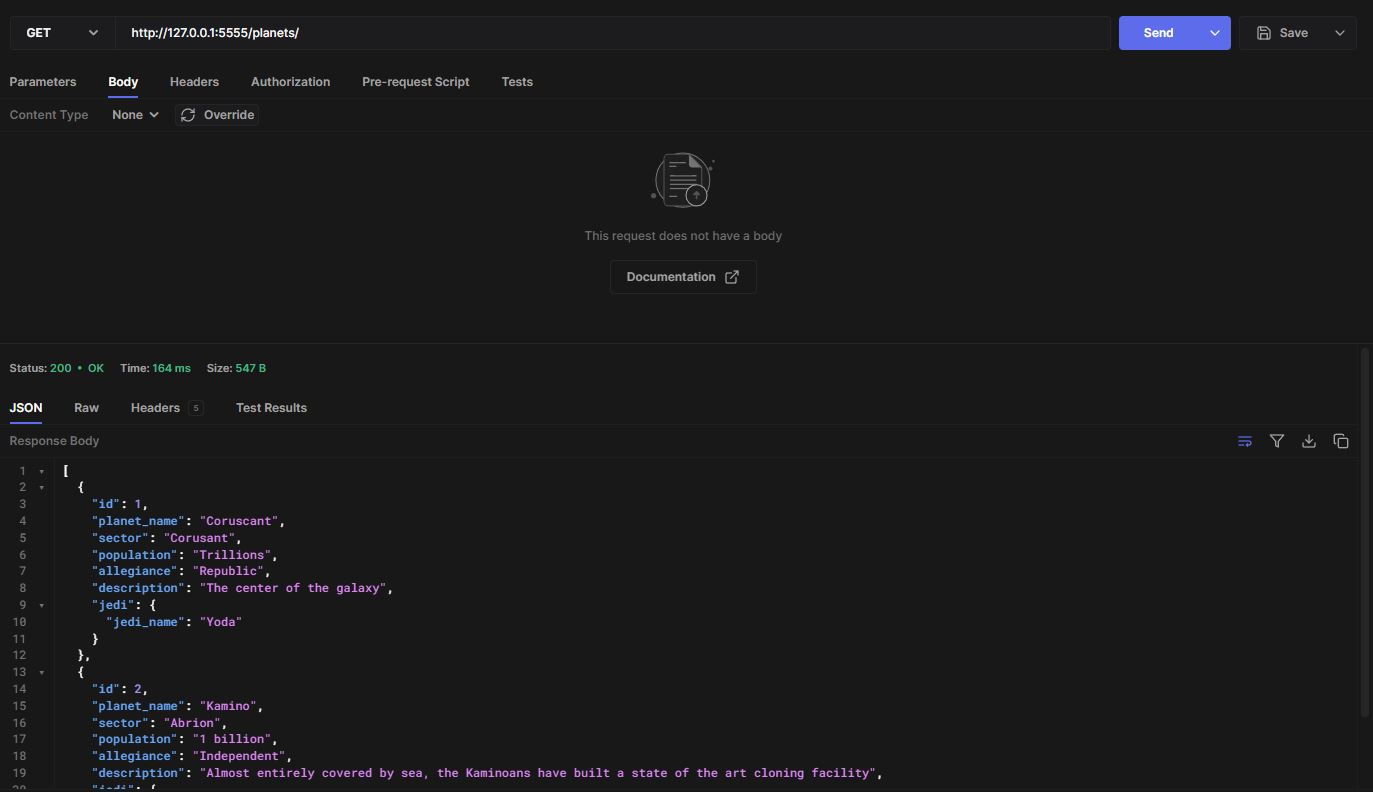 GET http://127.0.0.1:5555/planets/ Send Save
Parameters Body Headers Authorization Pre-request Script Tests
Content Type None Override
This request does not have a body
Documentation
Status: 200 • OK Time: 164 ms Size: 547 B
JSON Raw Headers 5 Test Results
Response Body
1 [
2 {
3 "id": 1,
4 "planet_name": "Coruscant",
5 "sector": "Corusant",
6 "population": "Trillions",
7 "allegiance": "Republic",
8 "description": "The center of the galaxy",
9 "jedi": {
10 "jedi_name": "Yoda"
11 }
12 },
13 {
14 "id": 2,
15 "planet_name": "Kamino",
16 "sector": "Abrion",
17 "population": "1 billion",
18 "allegiance": "Independent",
19 "description": "Almost entirely covered by sea, the Kaminoans have built a state of the art cloning facility",
20 "jedi": {